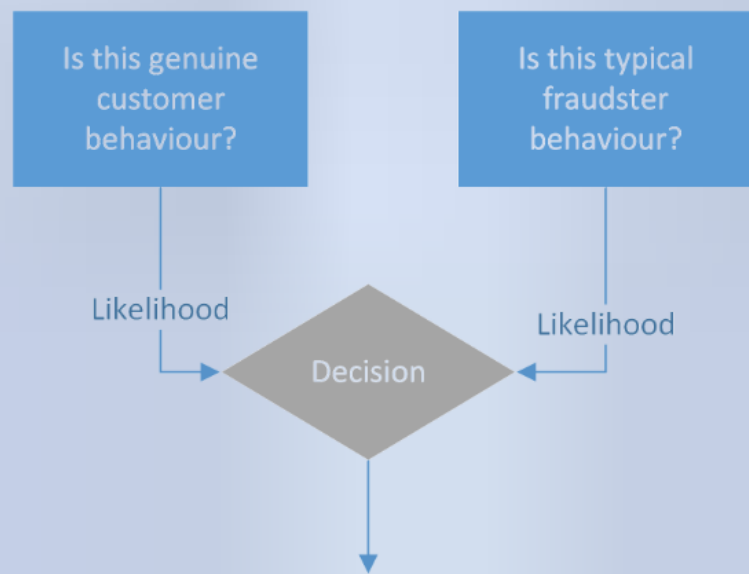 Is this genuine
customer
behaviour?
Is this typical
fraudster
behaviour?
Likelihood
Likelihood
Decision